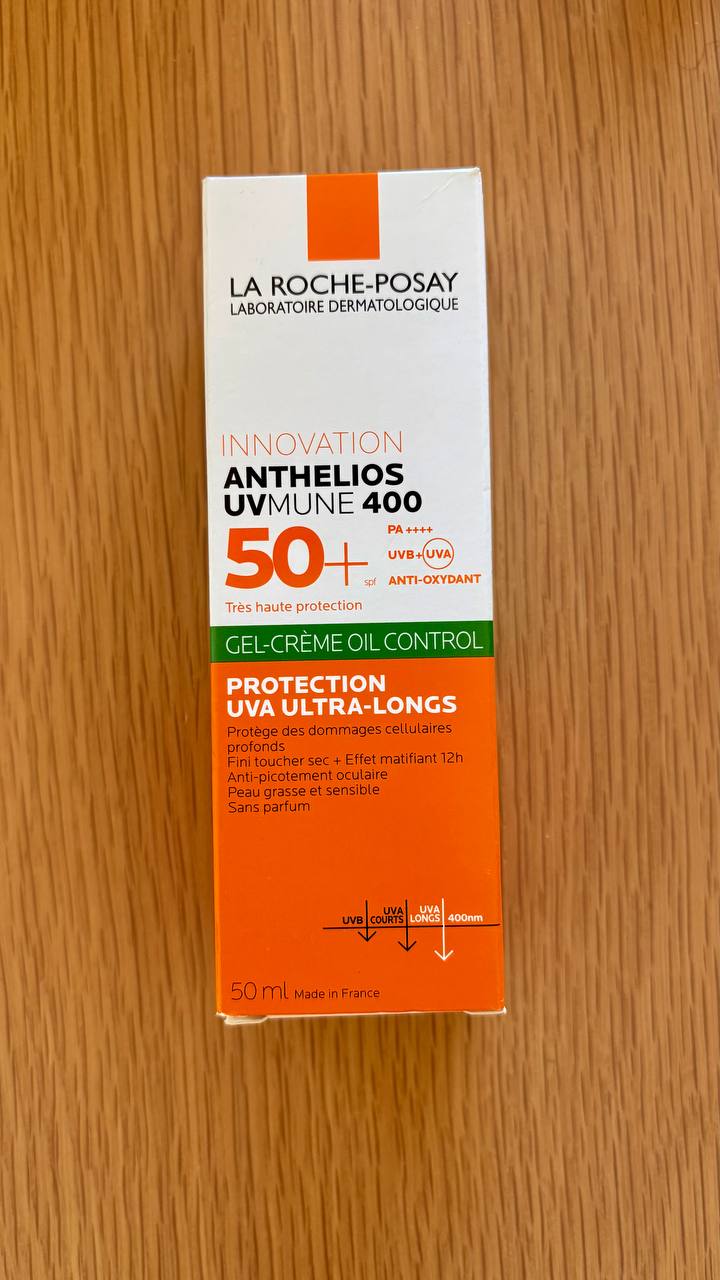 LA ROCHE-POSAY
LABORATOIRE DERMATOLOGIQUE
INNOVATION
ANTHELIOS
UVMUNE 400
50+ spf
PA ++++
UVB+UVA
ANTI-OXYDANT
Très haute protection
GEL-CRÈME OIL CONTROL
PROTECTION
UVA ULTRA-LONGS
Protège des dommages cellulaires
profonds
Fini toucher sec + Effet matifiant 12h
Anti-picotement oculaire
Peau grasse et sensible
Sans parfum
UVB UVA COURTS UVA LONGS 400nm
50 ml Made in France